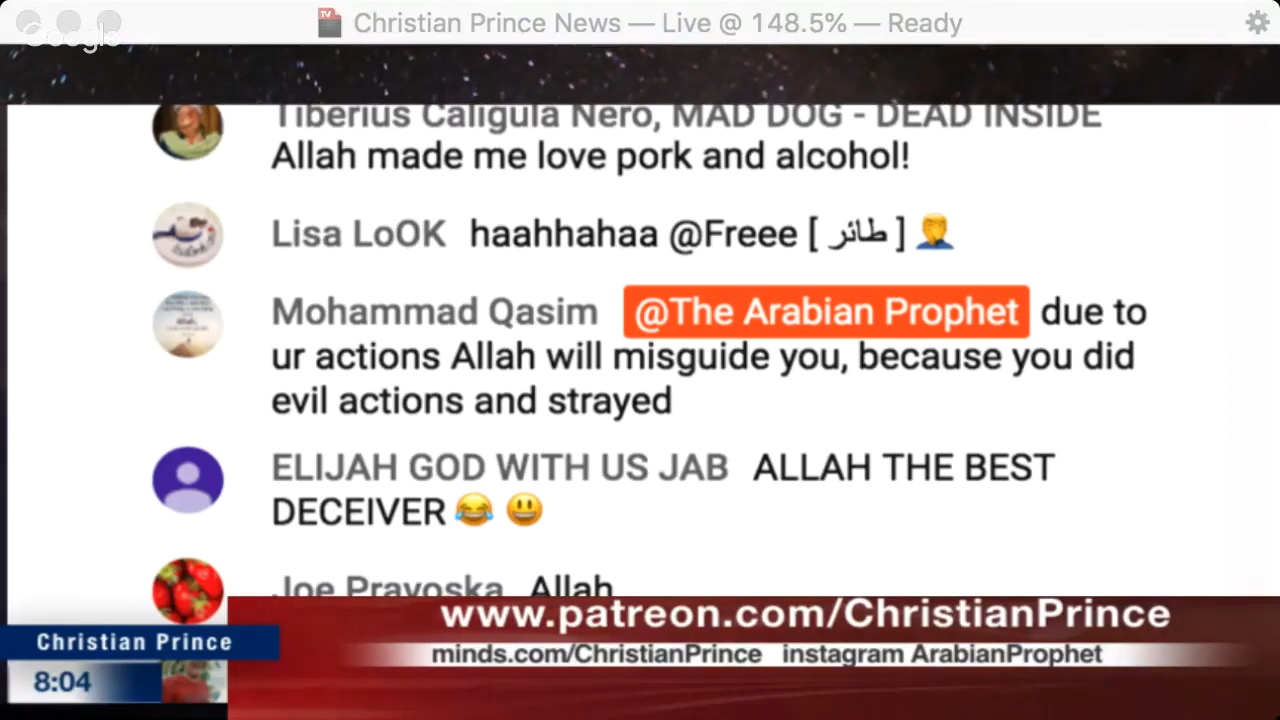 Christian Prince News — Live @ 148.5% — Ready
Google
Tiberius Caligula Nero, MAD DOG - DEAD INSIDE
Allah made me love pork and alcohol!
Lisa LoOK haahhahaa @Freee [ طائر ] 🤦‍♂️
Mohammad Qasim @The Arabian Prophet due to
ur actions Allah will misguide you, because you did
evil actions and strayed
ELIJAH GOD WITH US JAB ALLAH THE BEST
DECEIVER 😂 😃
Joe Pravoska Allah
www.patreon.com/ChristianPrince
Christian Prince
minds.com/ChristianPrince instagram ArabianProphet
8:04